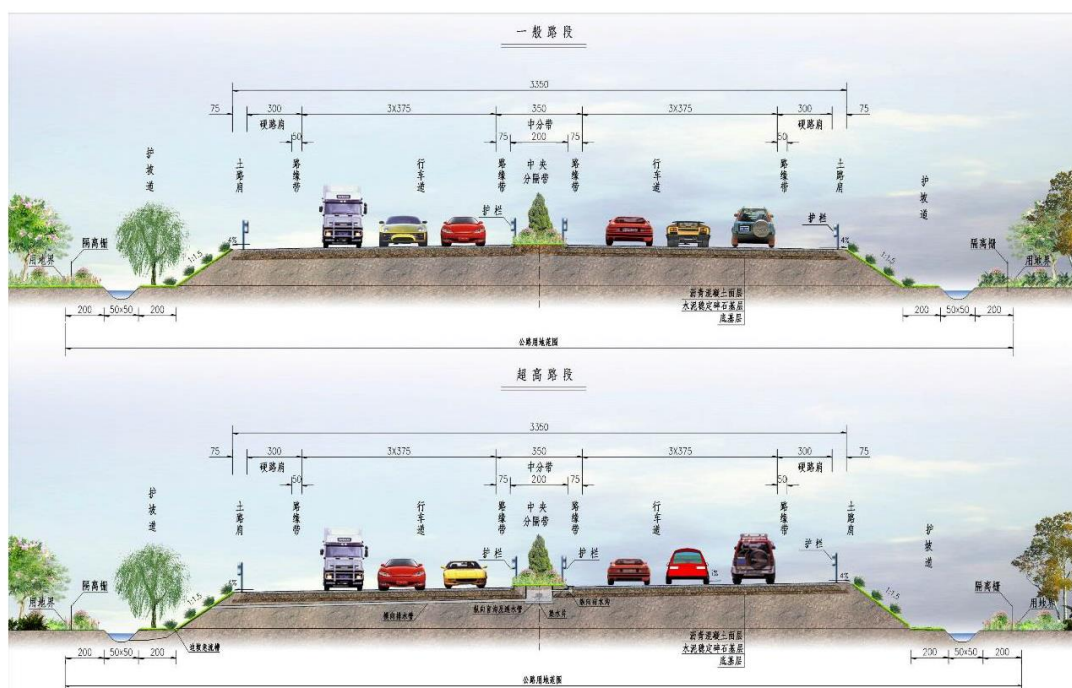 一般路段
3350
75 300 3X375 350 3X375 300 75
硬路肩 中分带 硬路肩
50 75 200 75 50
护坡道 土路肩 路缘带 行车道 路缘带 中央分隔带 路缘带 行车道 路缘带 土路肩 护坡道
护栏 护栏
隔离栅 4% 4% 隔离栅
用地界 1:1.5 1:1.5 用地界
沥青混凝土面层
水泥稳定碎石基层
底基层
200 50×50 200 200 50×50 200
公路用地范围
超高路段
3350
75 300 3X375 350 3X375 300 75
硬路肩 中分带 硬路肩
50 75 200 75 50
护坡道 土路肩 路缘带 行车道 路缘带 中央分隔带 路缘带 行车道 路缘带 土路肩 护坡道
护栏 护栏
隔离栅 4% 隔离栅
用地界 1:1.5 1:1.5 用地界
横向排水管
沥青混凝土面层
水泥稳定碎石基层
底基层
边坡急流槽
200 50×50 200 200 50×50 200
公路用地范围